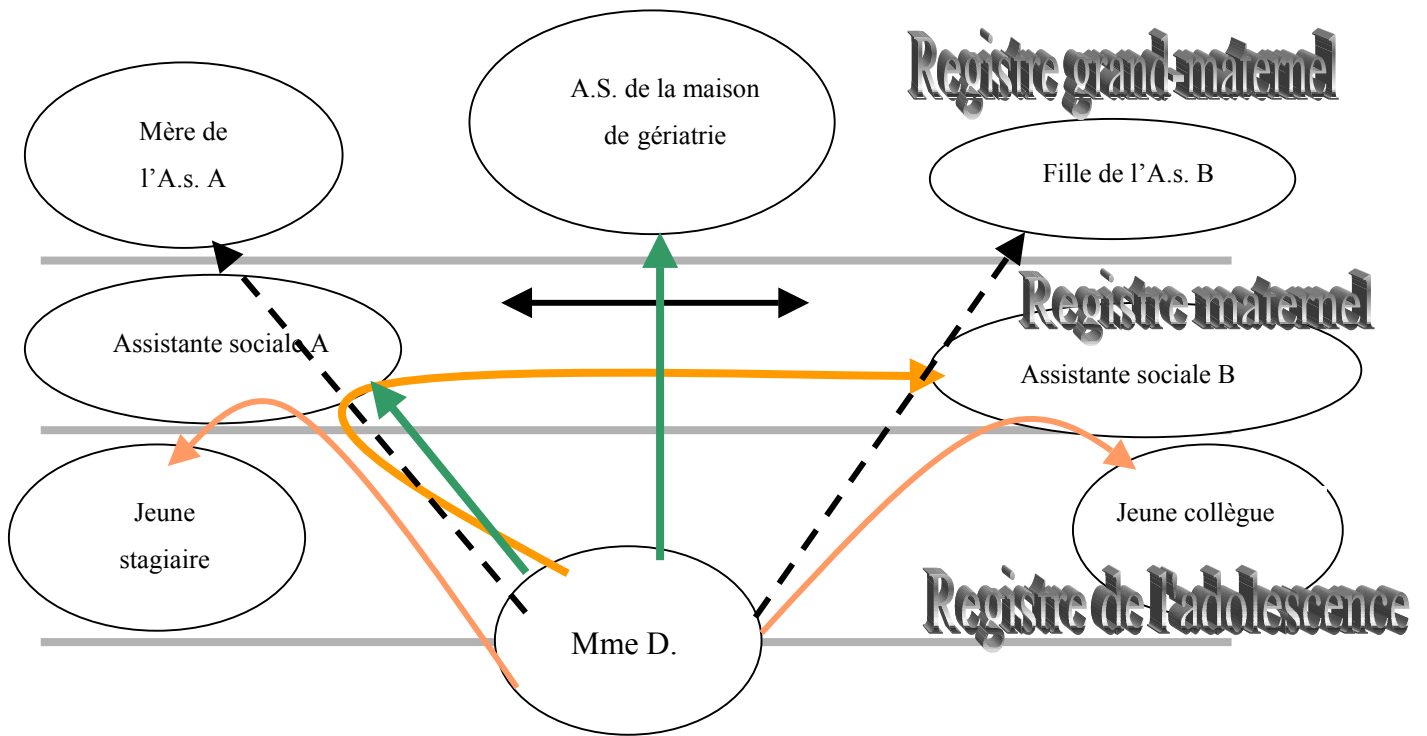 Registre grand-maternel
A.S. de la maison
de gériatrie
Mère de
l'A.s. A
Fille de l'A.s. B
Registre maternel
Assistante sociale A
Assistante sociale B
Jeune
stagiaire
Jeune collègue
Registre de l'adolescence
Mme D.